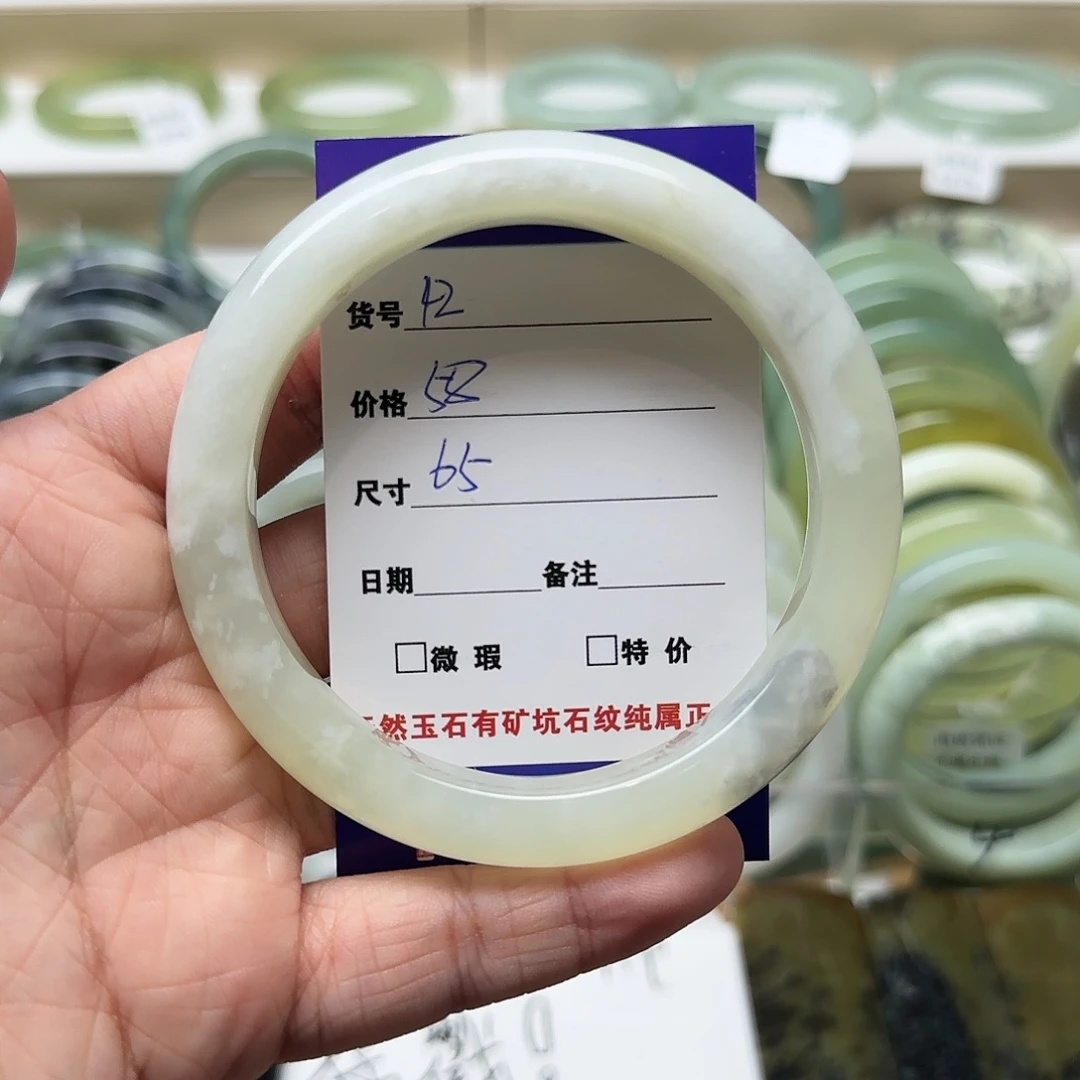 货号 42
价格 58
尺寸 65
日期 备注
□微瑕 □特价
然玉石有矿坑石纹纯属正